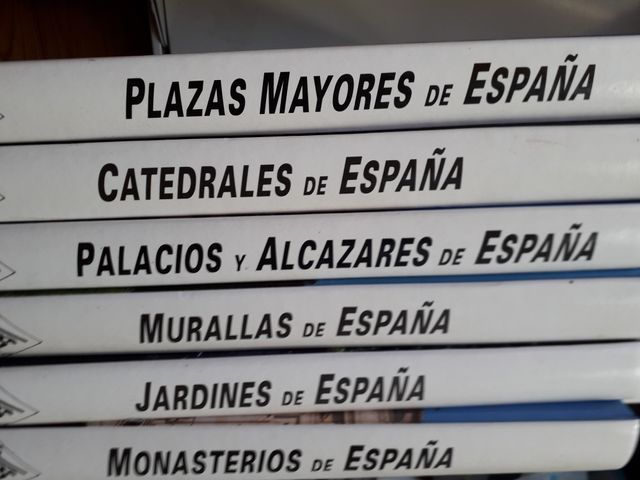 PLAZAS MAYORES DE ESPAÑA
CATEDRALES DE ESPAÑA
PALACIOS Y ALCAZARES DE ESPAÑA
MURALLAS DE ESPAÑA
JARDINES DE ESPAÑA
MONASTERIOS DE ESPAÑA